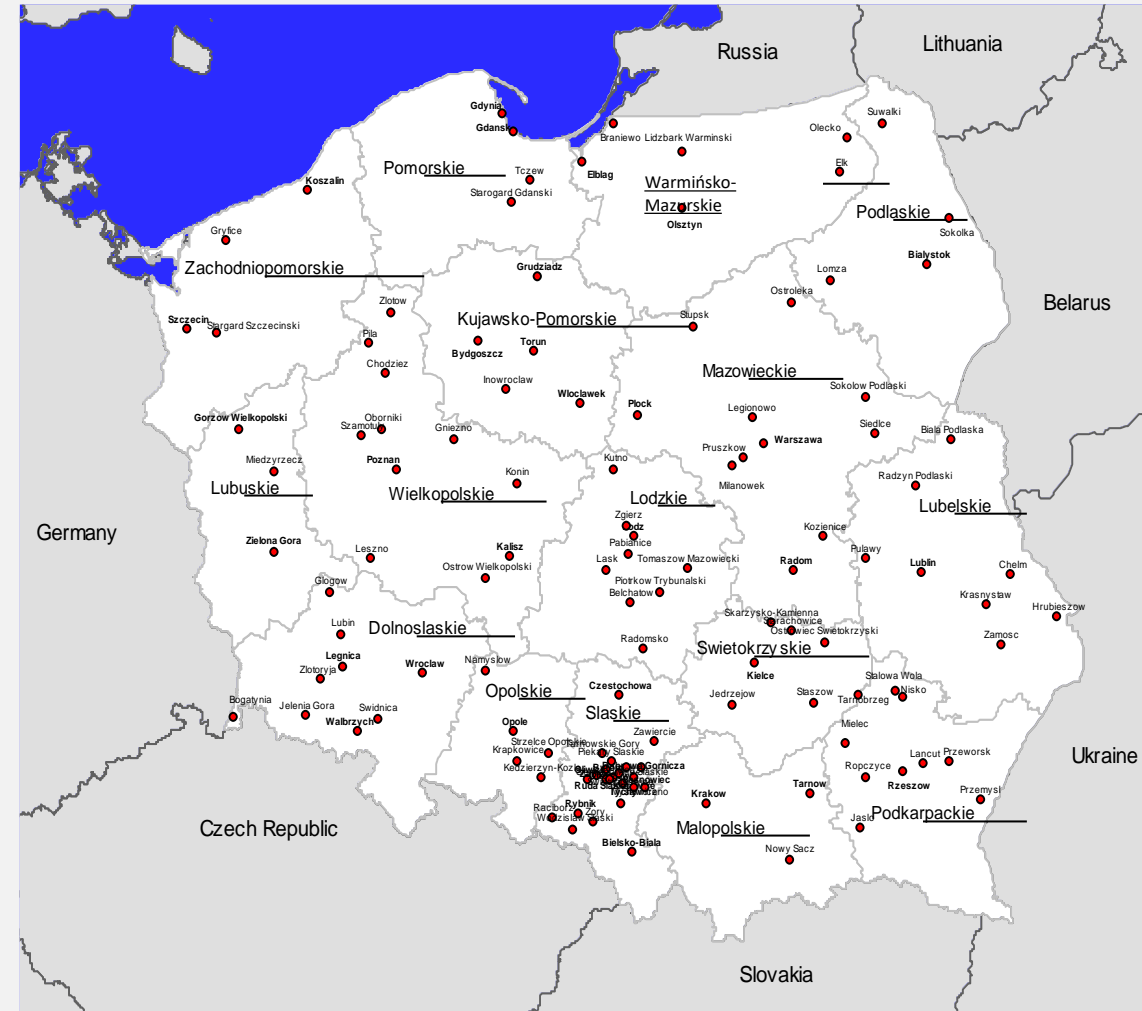 Lithuania
Russia
Gdynia
Gdansk
Suwalki
Olecko
Braniewo
Lidzbark Warminski
Pomorskie
Tczew
Elblag
Elk
Koszalin
Starogard Gdanski
Warmińsko-
Mazurskie
Podlaskie
Olsztyn
Sokolka
Gryfice
Bialystok
Zachodniopomorskie
Grudziadz
Lomza
Ostroleka
Belarus
Zlotow
Szczecin
Stargard Szczecinski
Kujawsko-Pomorskie
Slupsk
Pila
Torun
Bydgoszcz
Chodziez
Mazowieckie
Inowroclaw
Sokolow Podlaski
Wloclawek
Plock
Legionowo
Gorzow Wielkopolski
Oborniki
Szamotuly
Gniezno
Siedlce
Biala Podlaska
Warszawa
Pruszkow
Milanowek
Miedzyrzecz
Poznan
Konin
Kutno
Radzyn Podlaski
Lubuskie
Wielkopolskie
Lodzkie
Lubelskie
Germany
Zgierz
Lodz
Kozienice
Zielona Gora
Leszno
Kalisz
Pabianice
Ostrow Wielkopolski
Lask
Tomaszow Mazowiecki
Radom
Pulawy
Lublin
Chelm
Glogow
Piotrkow Trybunalski
Belchatow
Krasnystaw
Hrubieszow
Lubin
Dolnoslaskie
Skarzysko-Kamienna
Starachowice
Ostrowiec Swietokrzyski
Radomsko
Swietokrzyskie
Zamosc
Legnica
Zlotoryja
Wroclaw
Namyslow
Kielce
Opolskie
Czestochowa
Jedrzejow
Staszow
Tarnobrzeg
Stalowa Wola
Nisko
Bogatynia
Jelenia Gora
Swidnica
Walbrzych
Slaskie
Opole
Mielec
Zawiercie
Strzelce Opolskie
Tarnowskie Gory
Krapkowice
Piekary Slaskie
Ukraine
Lancut
Przeworsk
Kedzierzyn-Kozle
Ropczyce
Rzeszow
Tarnow
Krakow
Przemysl
Raciborz
Rybnik
Zory
Wodzislaw Slaski
Czech Republic
Malopolskie
Podkarpackie
Jaslo
Bielsko-Biala
Nowy Sacz
Slovakia